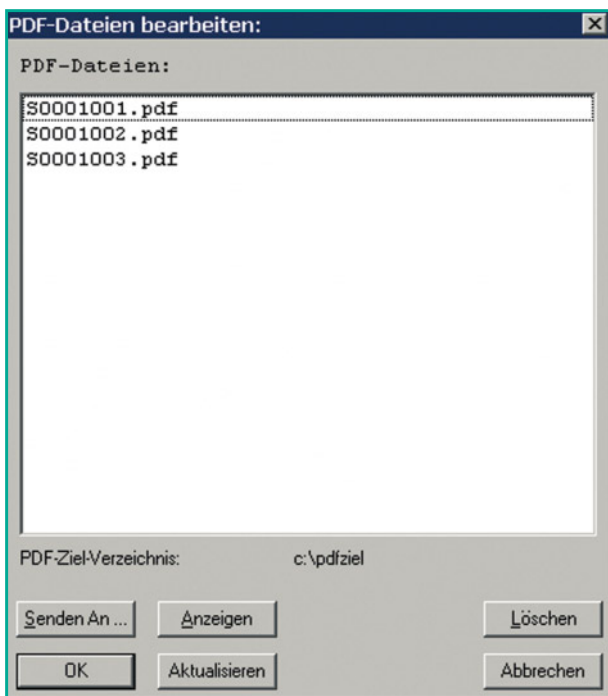 PDF-Dateien bearbeiten:
PDF-Dateien:
S0001001.pdf
S0001002.pdf
S0001003.pdf
PDF-Ziel-Verzeichnis: c:\pdfziel
Senden An ... Anzeigen Löschen
OK Aktualisieren Abbrechen